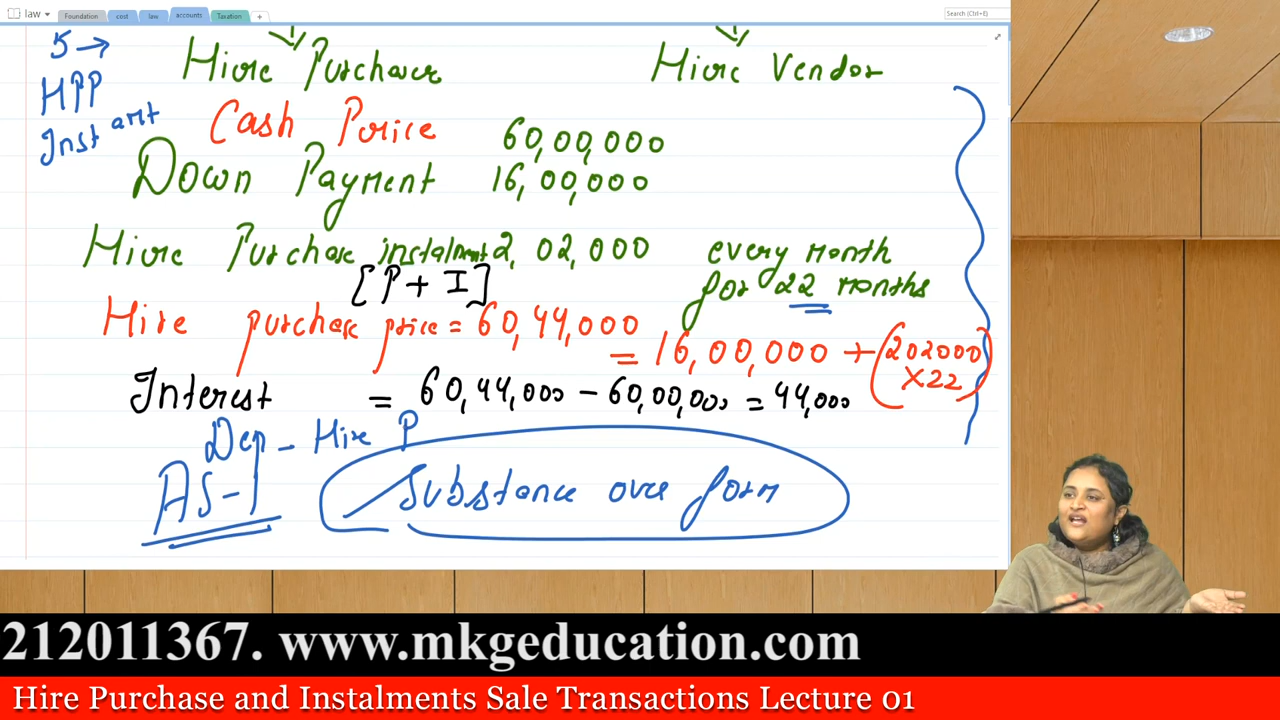 law
Foundation
cost
law
accounts
Taxation
+
Search (Ctrl+E)
5 →
HPP
Inst amt
Hire Purchaser
Hire Vendor
Cash Price 60,00,000
Down Payment 16,00,000
Hire Purchase instalment 2,02,000 every month
for 22 months
[P + I]
Hire purchase price = 60,44,000
= 16,00,000 + (202000
×22)
Interest = 60,44,000 – 60,00,000 = 44,000
Dep – Hire P
AS-1
Substance over form
212011367. www.mkgeducation.com
Hire Purchase and Instalments Sale Transactions Lecture 01